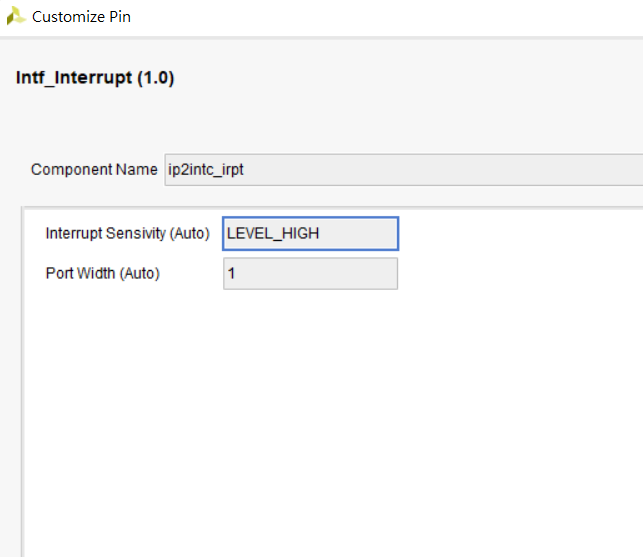 Customize Pin
Intf_Interrupt (1.0)
Component Name ip2intc_irpt
Interrupt Sensivity (Auto) LEVEL_HIGH
Port Width (Auto) 1